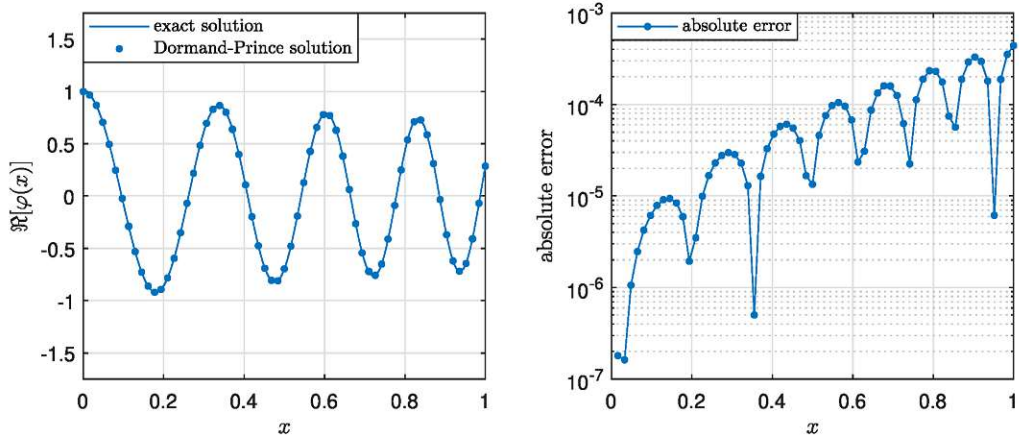 exact solution
Dormand-Prince solution
1.5
1
0.5
0
-0.5
-1
-1.5
ℜ[φ(x)]
0 0.2 0.4 0.6 0.8 1
x
absolute error
10^-3
10^-4
10^-5
10^-6
10^-7
absolute error
0 0.2 0.4 0.6 0.8 1
x